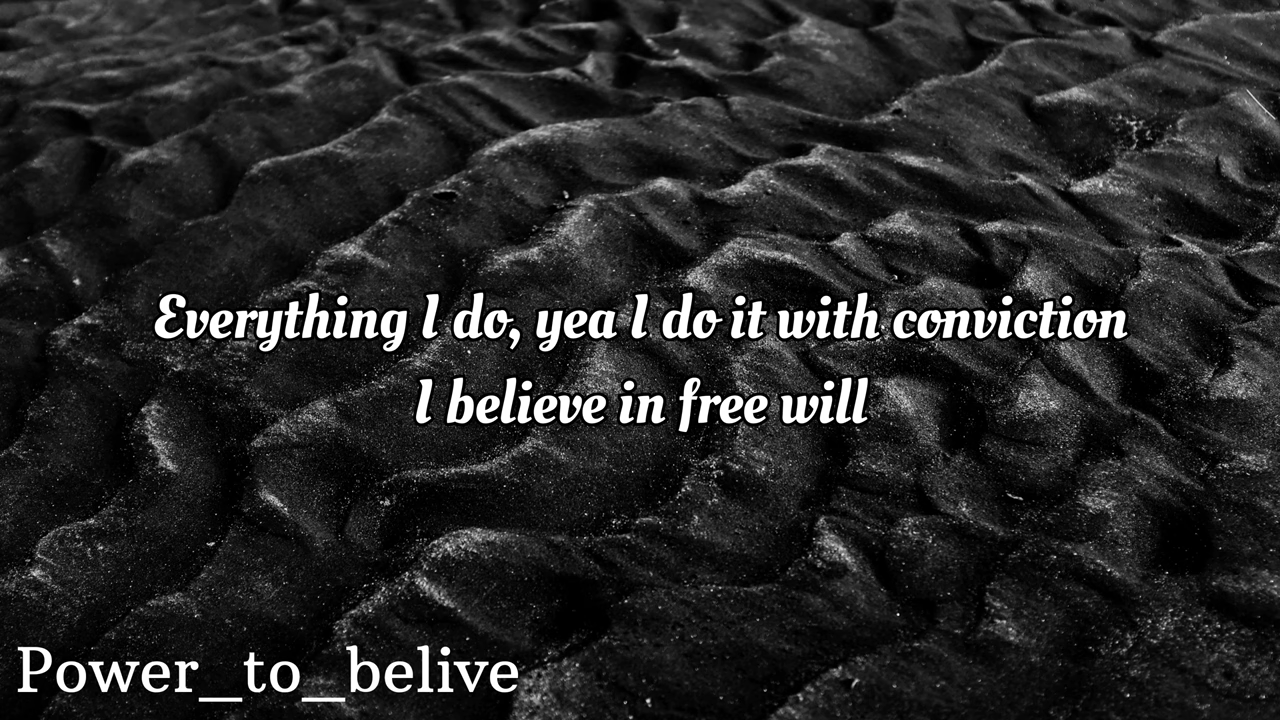 Everything I do, yea I do it with conviction
I believe in free will
Power_to_belive